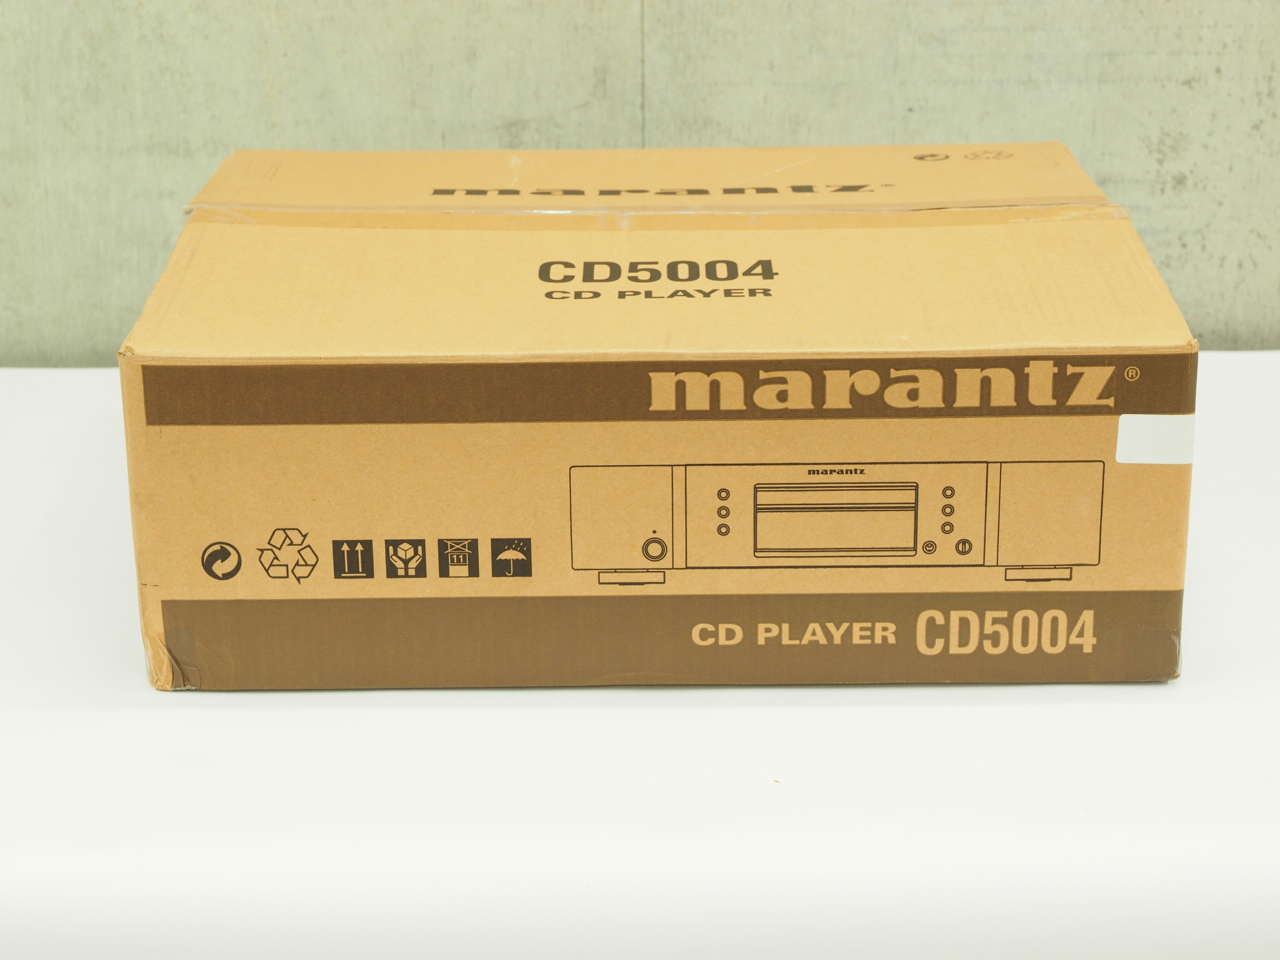 marantz®
CD5004
CD PLAYER
marantz®
marantz
11
CD PLAYER CD5004